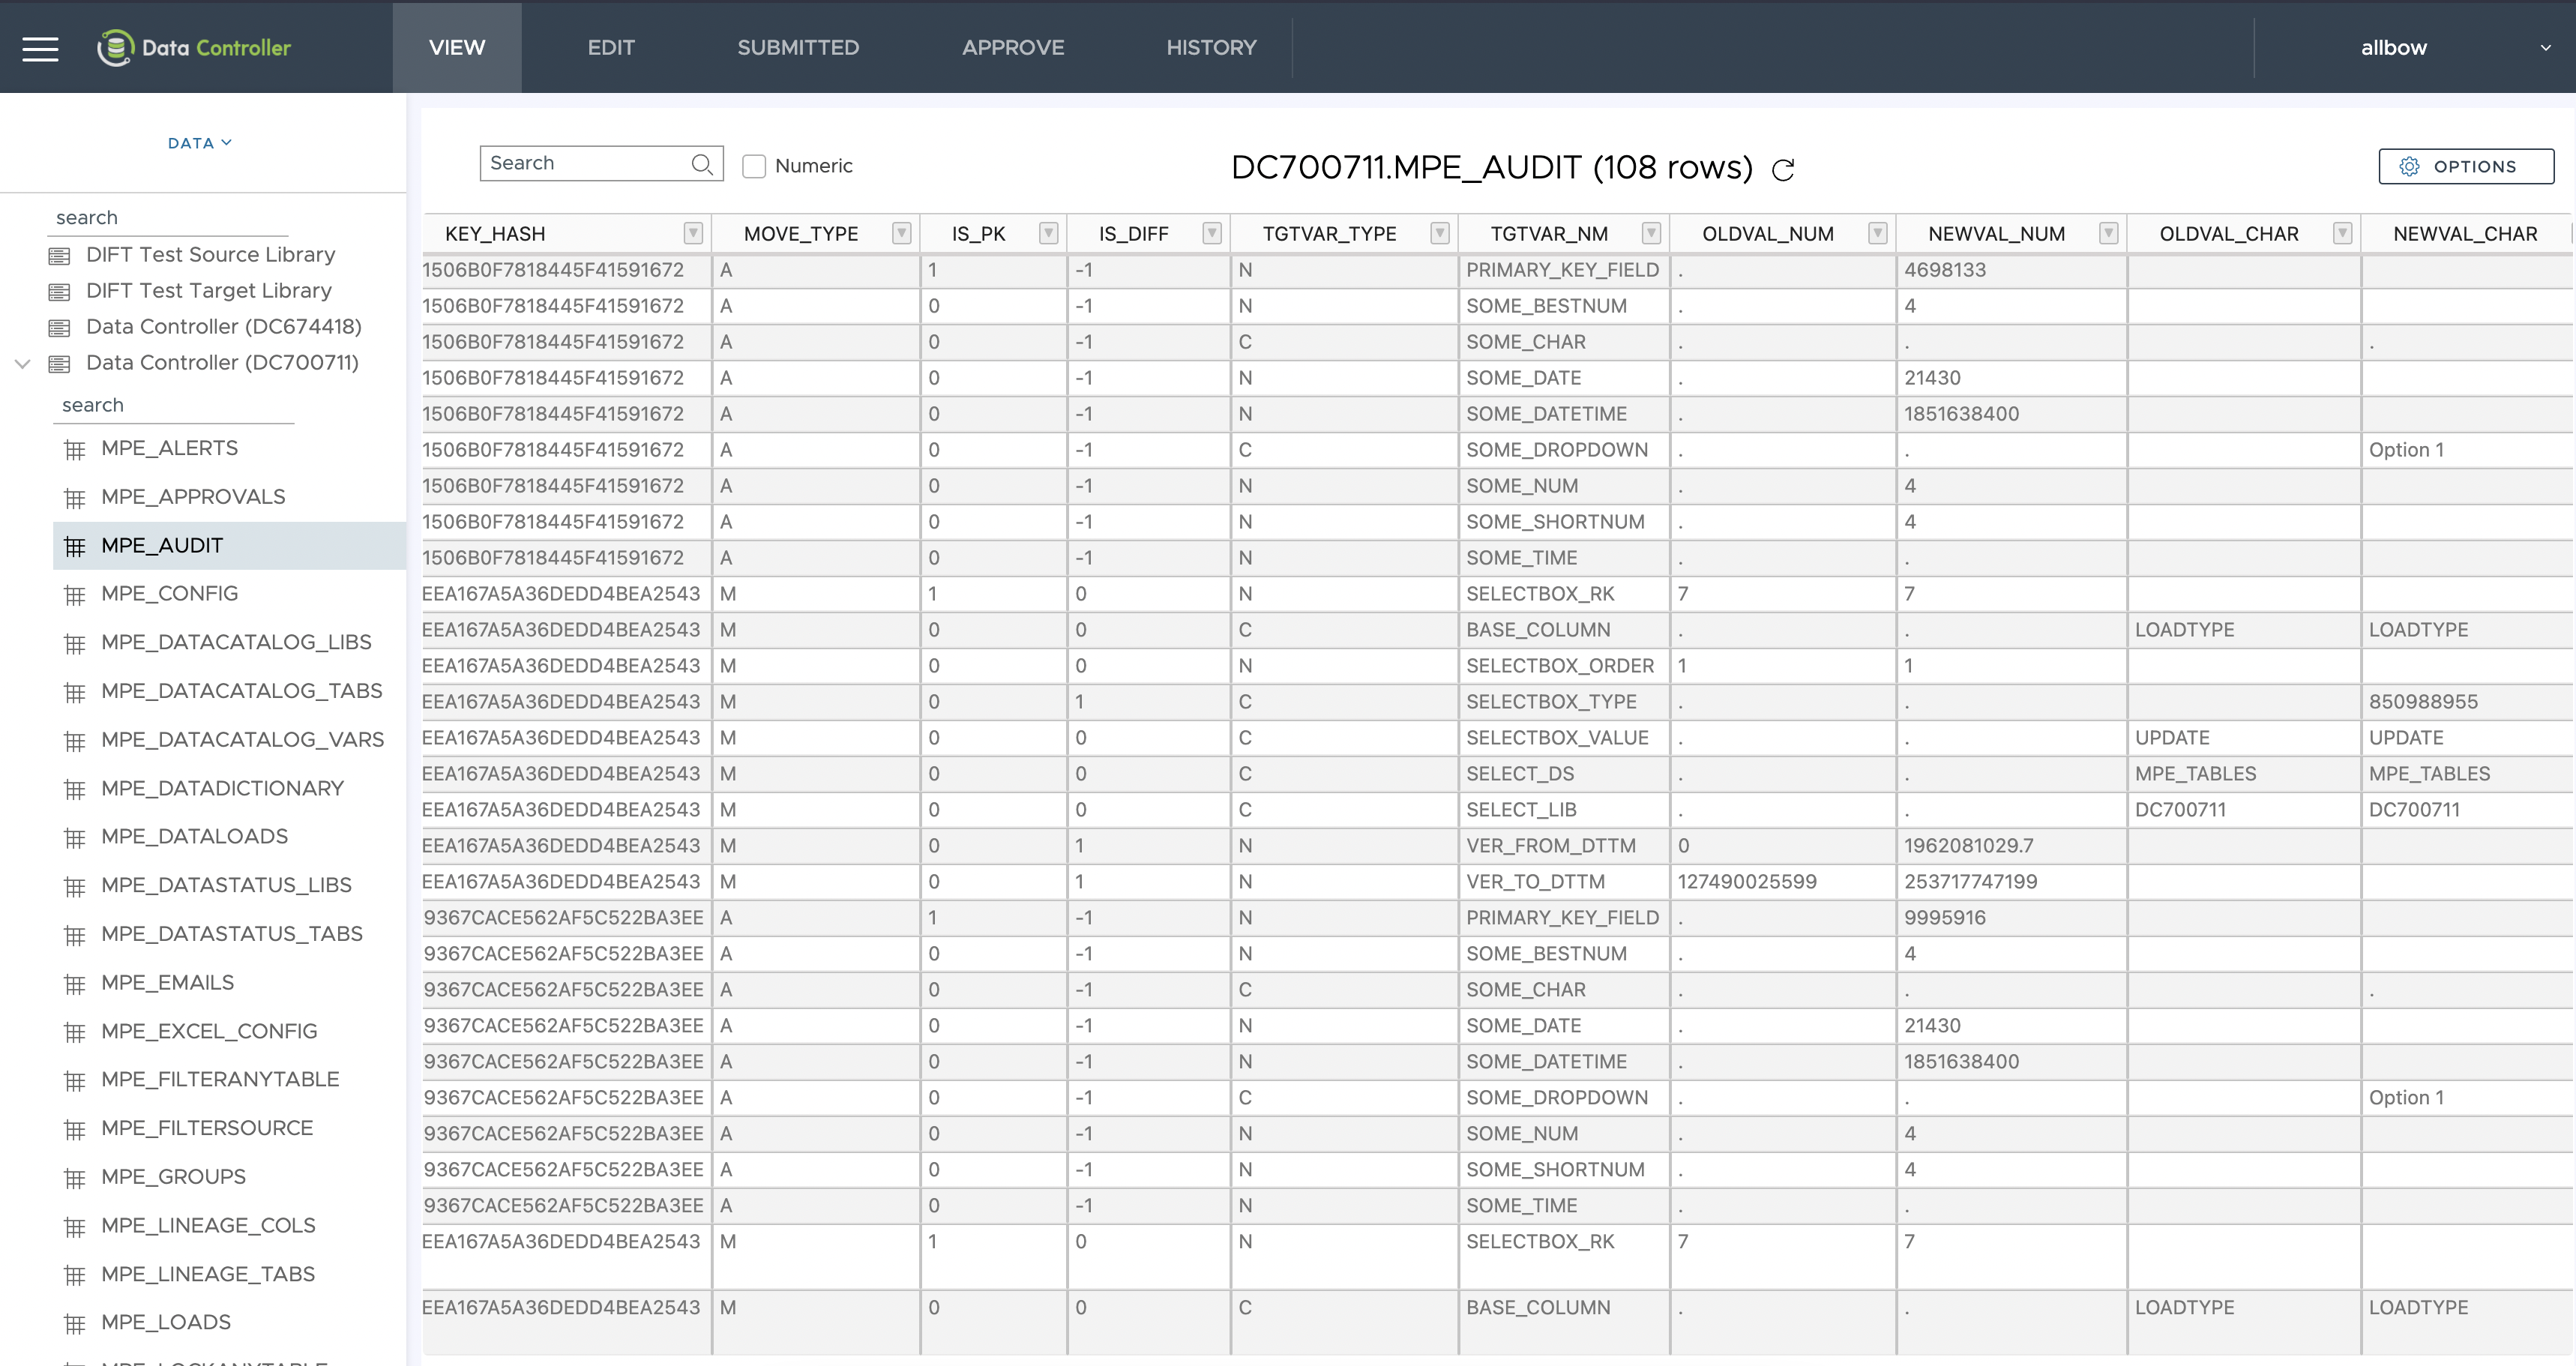 Data Controller VIEW EDIT SUBMITTED APPROVE HISTORY allbow
DATA
search
DIFT Test Source Library
DIFT Test Target Library
Data Controller (DC674418)
Data Controller (DC700711)
search
MPE_ALERTS
MPE_APPROVALS
MPE_AUDIT
MPE_CONFIG
MPE_DATACATALOG_LIBS
MPE_DATACATALOG_TABS
MPE_DATACATALOG_VARS
MPE_DATADICTIONARY
MPE_DATALOADS
MPE_DATASTATUS_LIBS
MPE_DATASTATUS_TABS
MPE_EMAILS
MPE_EXCEL_CONFIG
MPE_FILTERANYTABLE
MPE_FILTERSOURCE
MPE_GROUPS
MPE_LINEAGE_COLS
MPE_LINEAGE_TABS
MPE_LOADS
Search Numeric DC700711.MPE_AUDIT (108 rows) OPTIONS
KEY_HASH MOVE_TYPE IS_PK IS_DIFF TGTVAR_TYPE TGTVAR_NM OLDVAL_NUM NEWVAL_NUM OLDVAL_CHAR NEWVAL_CHAR
1506B0F7818445F41591672 A 1 -1 N PRIMARY_KEY_FIELD . 4698133
1506B0F7818445F41591672 A 0 -1 N SOME_BESTNUM . 4
1506B0F7818445F41591672 A 0 -1 C SOME_CHAR . . .
1506B0F7818445F41591672 A 0 -1 N SOME_DATE . 21430
1506B0F7818445F41591672 A 0 -1 N SOME_DATETIME . 1851638400
1506B0F7818445F41591672 A 0 -1 C SOME_DROPDOWN . . Option 1
1506B0F7818445F41591672 A 0 -1 N SOME_NUM . 4
1506B0F7818445F41591672 A 0 -1 N SOME_SHORTNUM . 4
1506B0F7818445F41591672 A 0 -1 N SOME_TIME . .
EEA167A5A36DEDD4BEA2543 M 1 0 N SELECTBOX_RK 7 7
EEA167A5A36DEDD4BEA2543 M 0 0 C BASE_COLUMN . . LOADTYPE LOADTYPE
EEA167A5A36DEDD4BEA2543 M 0 0 N SELECTBOX_ORDER 1 1
EEA167A5A36DEDD4BEA2543 M 0 1 C SELECTBOX_TYPE . . 850988955
EEA167A5A36DEDD4BEA2543 M 0 0 C SELECTBOX_VALUE . . UPDATE UPDATE
EEA167A5A36DEDD4BEA2543 M 0 0 C SELECT_DS . . MPE_TABLES MPE_TABLES
EEA167A5A36DEDD4BEA2543 M 0 0 C SELECT_LIB . . DC700711 DC700711
EEA167A5A36DEDD4BEA2543 M 0 1 N VER_FROM_DTTM 0 1962081029.7
EEA167A5A36DEDD4BEA2543 M 0 1 N VER_TO_DTTM 127490025599 253717747199
9367CACE562AF5C522BA3EE A 1 -1 N PRIMARY_KEY_FIELD . 9995916
9367CACE562AF5C522BA3EE A 0 -1 N SOME_BESTNUM . 4
9367CACE562AF5C522BA3EE A 0 -1 C SOME_CHAR . . .
9367CACE562AF5C522BA3EE A 0 -1 N SOME_DATE . 21430
9367CACE562AF5C522BA3EE A 0 -1 N SOME_DATETIME . 1851638400
9367CACE562AF5C522BA3EE A 0 -1 C SOME_DROPDOWN . . Option 1
9367CACE562AF5C522BA3EE A 0 -1 N SOME_NUM . 4
9367CACE562AF5C522BA3EE A 0 -1 N SOME_SHORTNUM . 4
9367CACE562AF5C522BA3EE A 0 -1 N SOME_TIME . .
EEA167A5A36DEDD4BEA2543 M 1 0 N SELECTBOX_RK 7 7
EEA167A5A36DEDD4BEA2543 M 0 0 C BASE_COLUMN . . LOADTYPE LOADTYPE